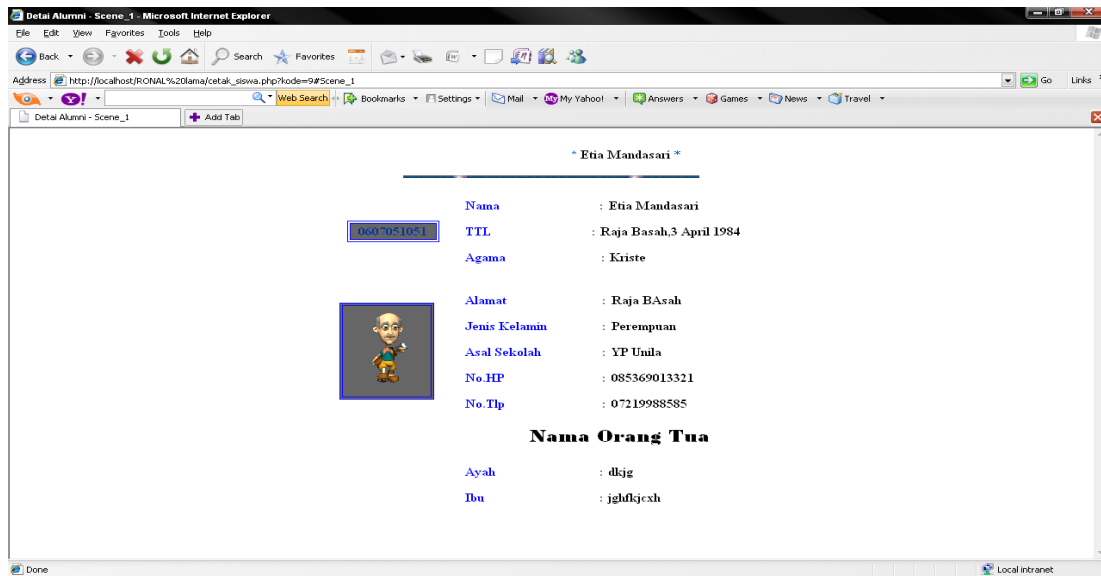 Detai Alumni - Scene_1 - Microsoft Internet Explorer
File Edit View Favorites Tools Help
Back Search Favorites
Address http://localhost/RONAL%20lama/cetak_siswa.php?kode=9#Scene_1 Go Links
Y! Web Search Bookmarks Settings Mail My Yahoo! Answers Games News Travel
Detai Alumni - Scene_1 Add Tab
* Etia Mandasari *
Nama : Etia Mandasari
0607051051 TTL : Raja Basah,3 April 1984
Agama : Kriste
Alamat : Raja BAsah
Jenis Kelamin : Perempuan
Asal Sekolah : YP Unila
No.HP : 085369013321
No.Tlp : 07219988585
Nama Orang Tua
Ayah : dkjg
Ibu : jghfkjcxh
Done Local intranet